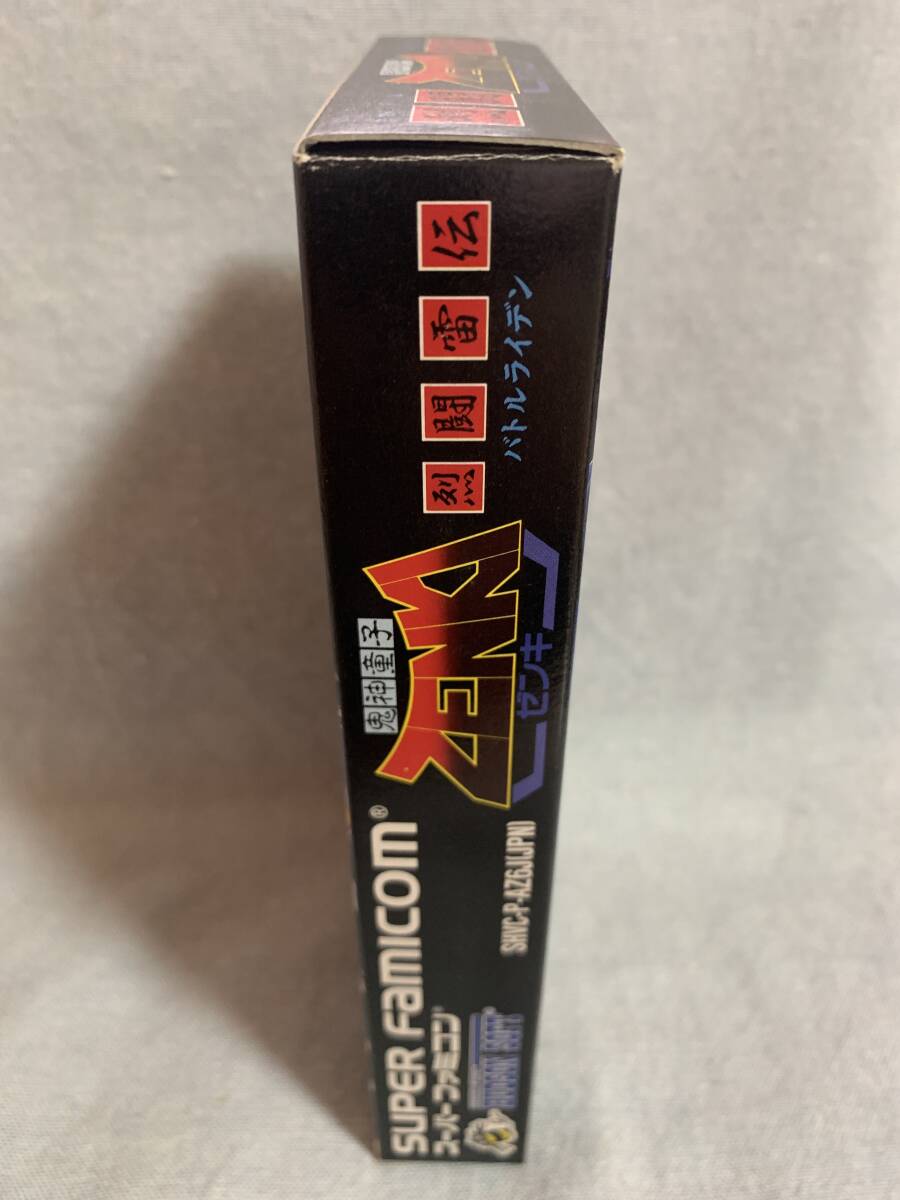 SUPER FAMICOM®
スーパーファミコン
HUDSON SOFT
SHVC-P-AZ6J(JPN)
鬼神童子
ZENKI
ゼンキ
烈闘雷伝
バトルライデン